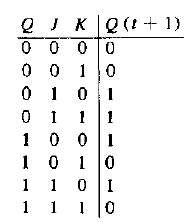 Q J K Q (t + 1)
0 0 0 0
0 0 1 0
0 1 0 1
0 1 1 1
1 0 0 1
1 0 1 0
1 1 0 1
1 1 1 0